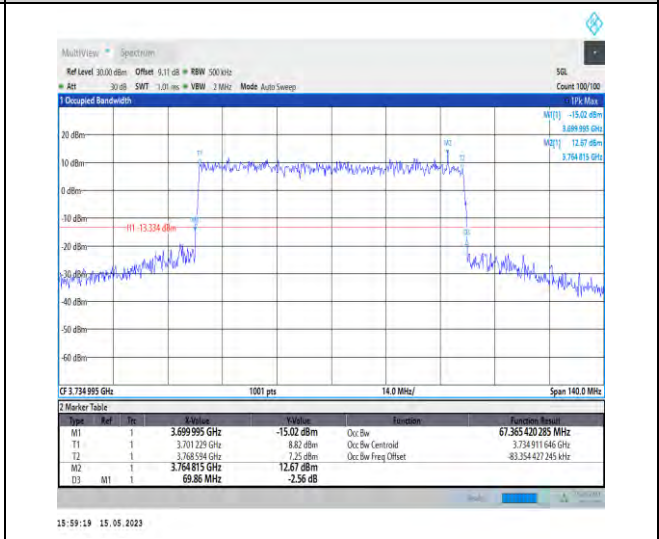 MultiView Spectrum
Ref Level 30.00 dBm Offset 9.11 dB RBW 500 kHz SGL
Att 30 dB SWT 1.01 ms VBW 2 MHz Mode Auto Sweep Count 100/100
1 Occupied Bandwidth 1Pk Max
M1[1] -15.02 dBm
3.699 995 GHz
M2[1] 12.67 dBm
3.764 815 GHz
20 dBm
M2
T1
T2
10 dBm
0 dBm
-10 dBm
H1 -13.334 dBm
M1
D3
-20 dBm
-30 dBm
-40 dBm
-50 dBm
-60 dBm
CF 3.734 995 GHz 1001 pts 14.0 MHz/ Span 140.0 MHz
2 Marker Table
Type Ref Trc X-Value Y-Value Function Function Result
M1 1 3.699 995 GHz -15.02 dBm Occ Bw 67.365 420 285 MHz
T1 1 3.701 229 GHz 8.82 dBm Occ Bw Centroid 3.734 911 646 GHz
T2 1 3.768 594 GHz 7.25 dBm Occ Bw Freq Offset -83.354 427 245 kHz
M2 1 3.764 815 GHz 12.67 dBm
D3 M1 1 69.86 MHz -2.56 dB
Ready
15:59:19 15.05.2023